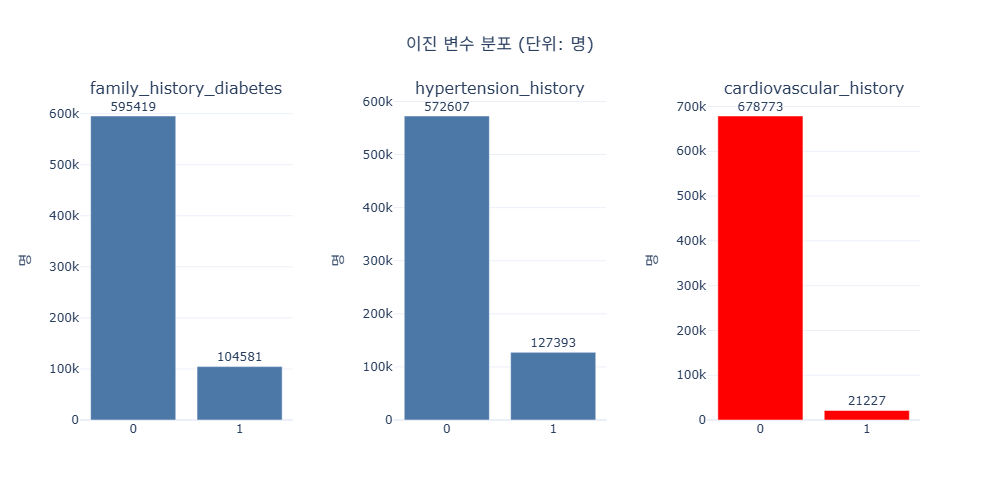 이진 변수 분포 (단위: 명)
family_history_diabetes
595419
104581
600k
500k
400k
300k
200k
100k
0
명
0 1
hypertension_history
572607
127393
600k
500k
400k
300k
200k
100k
0
명
0 1
cardiovascular_history
678773
21227
700k
600k
500k
400k
300k
200k
100k
0
명
0 1